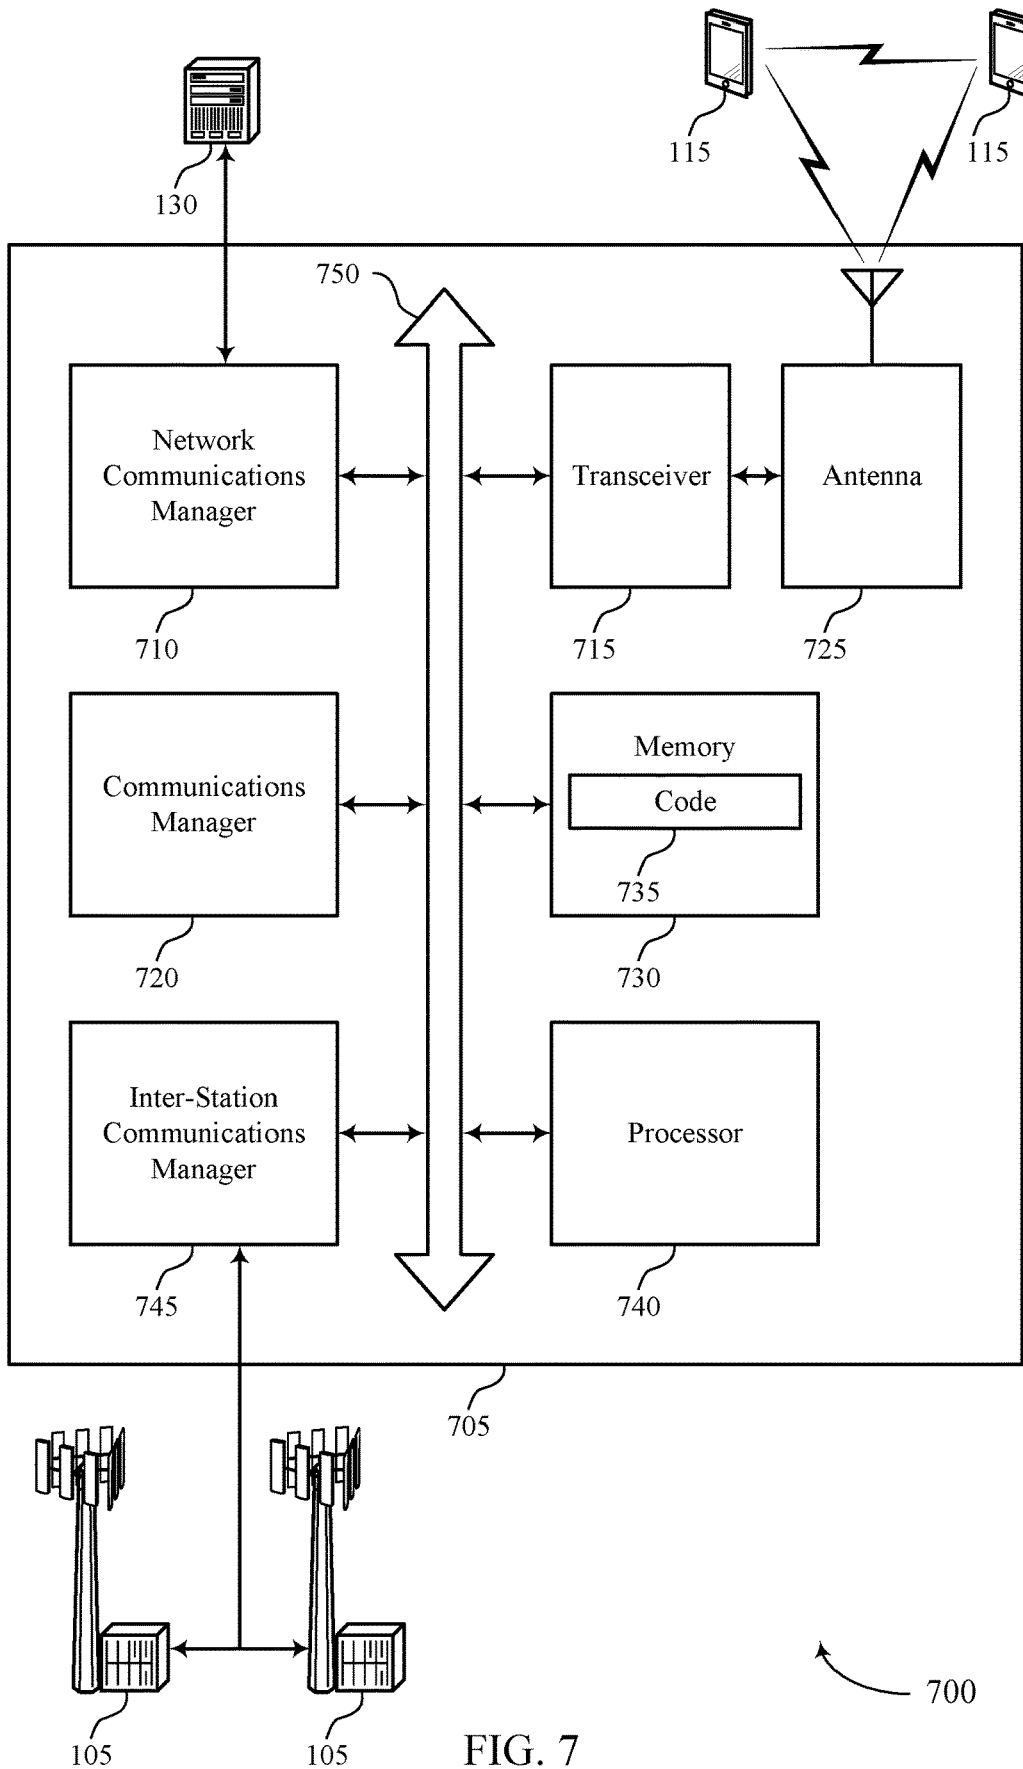 115
115
130
750
Network
Communications
Manager
Transceiver
Antenna
710
715
725
Communications
Manager
Memory
Code
735
720
730
Inter-Station
Communications
Manager
Processor
745
740
705
700
105
105
FIG. 7